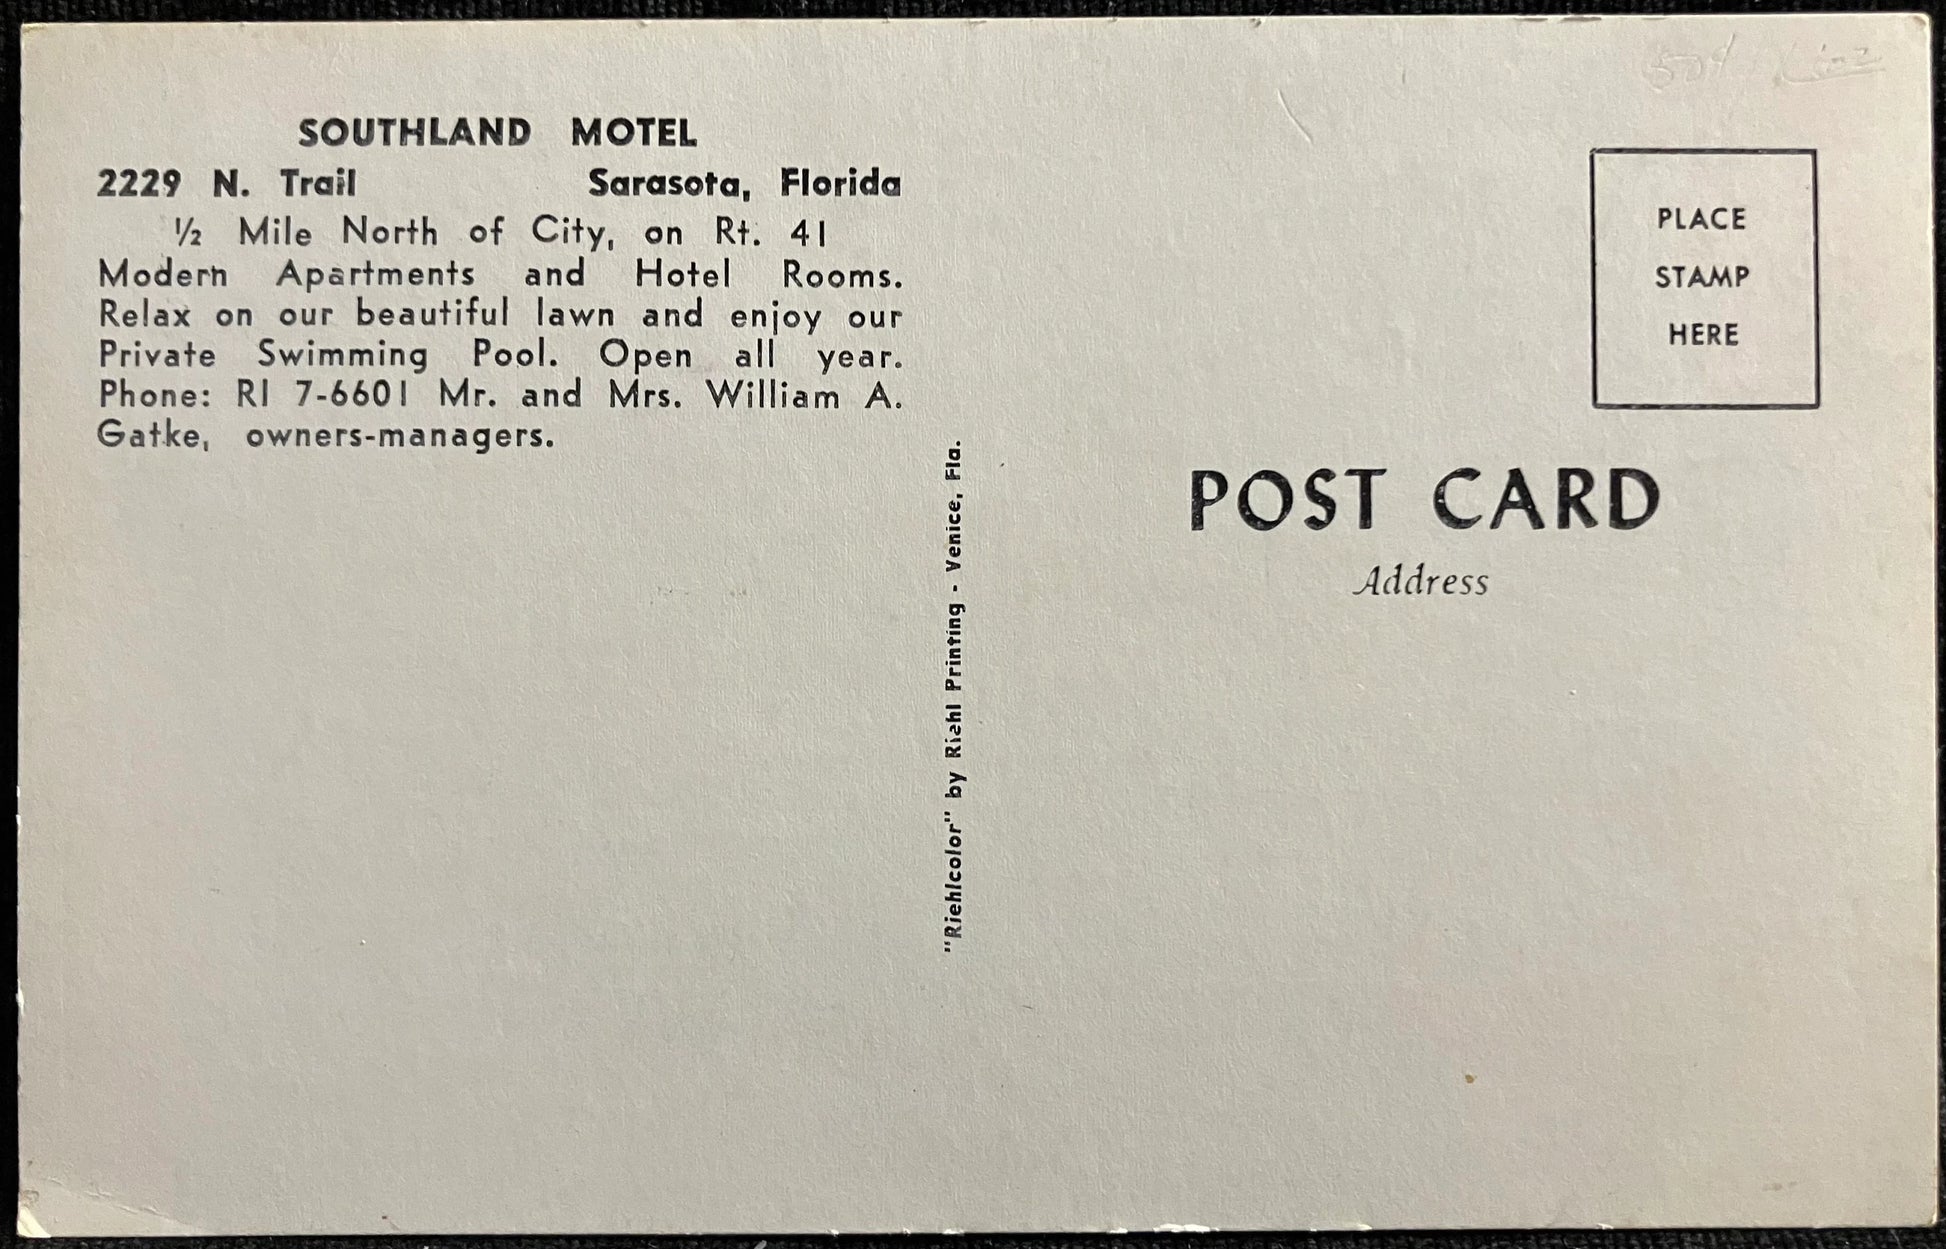 SOUTHLAND MOTEL
2229 N. Trail Sarasota, Florida
½ Mile North of City, on Rt. 41
Modern Apartments and Hotel Rooms.
Relax on our beautiful lawn and enjoy our
Private Swimming Pool. Open all year.
Phone: RI 7-6601 Mr. and Mrs. William A.
Gatke, owners-managers.
"Riehlcolor" by Riehl Printing - Venice, Fla.
PLACE
STAMP
HERE
POST CARD
Address